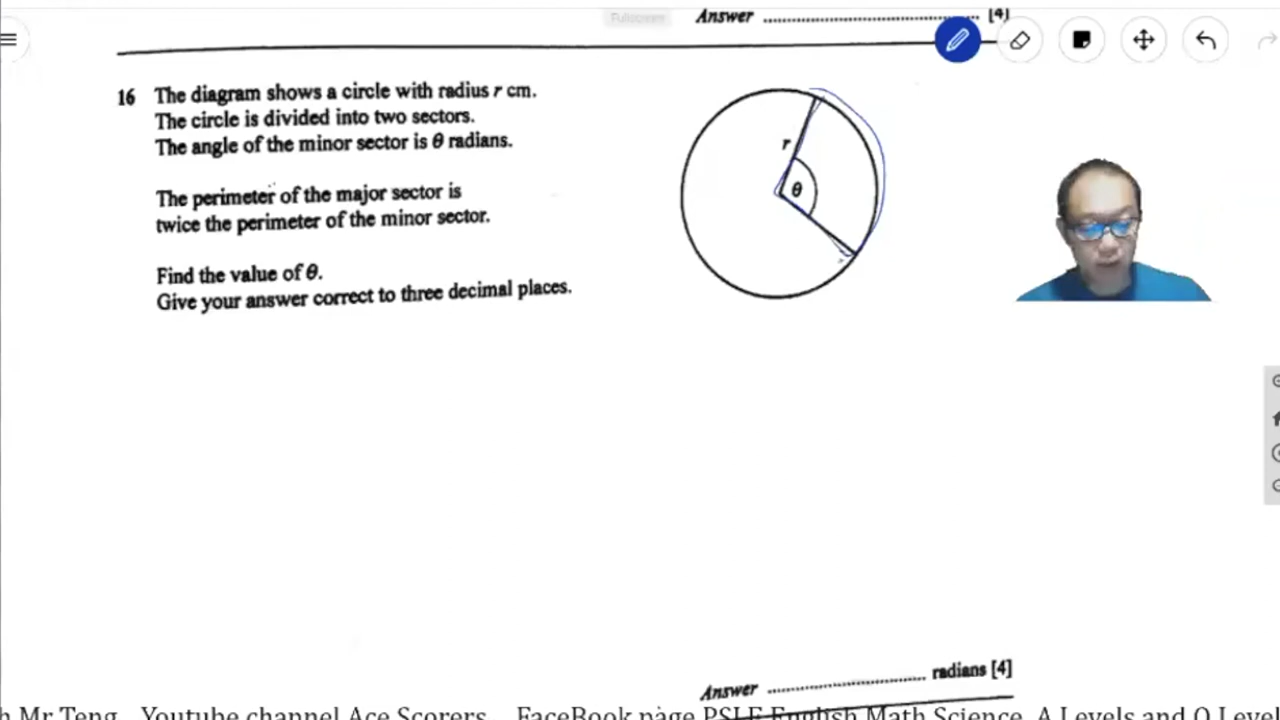 Fullscreen
Answer ........................................ [4]
16 The diagram shows a circle with radius r cm.
The circle is divided into two sectors.
The angle of the minor sector is θ radians.
The perimeter of the major sector is
twice the perimeter of the minor sector.
Find the value of θ.
Give your answer correct to three decimal places.
r
θ
Answer ............................. radians [4]
h Mr Teng Youtube channel Ace Scorers FaceBook page PSLE English Math Science A Levels and O Level